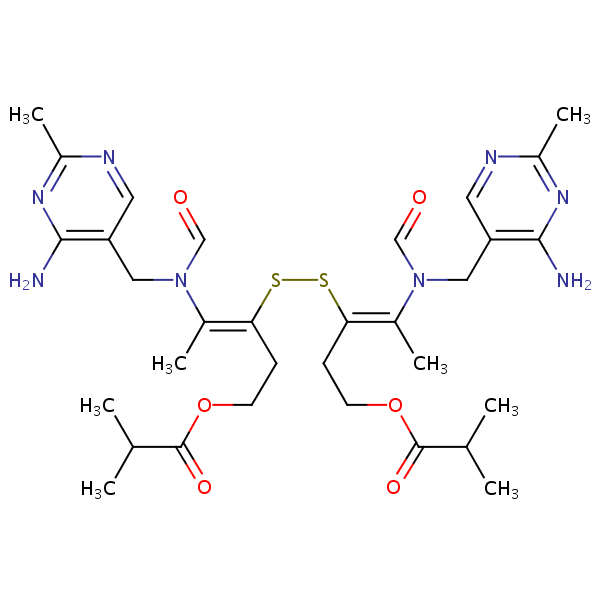 H₃C CH₃
N N N N
O O
N N
H₂N N S S N NH₂
H₃C CH₃
H₃C O O CH₃
H₃C O O CH₃